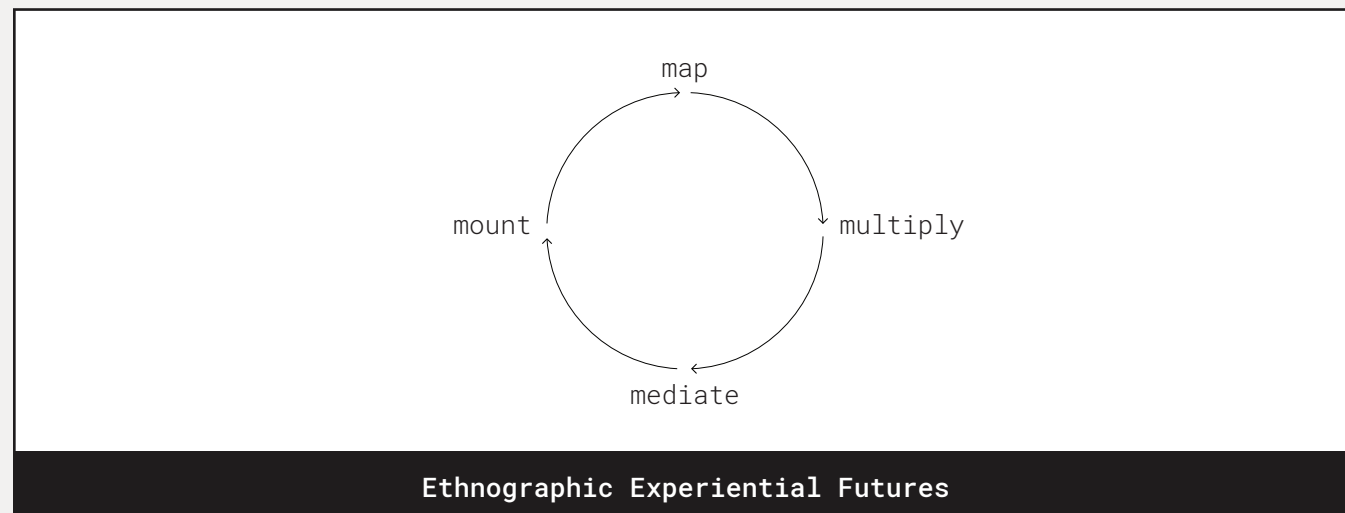 map
mount
multiply
mediate
Ethnographic Experiential Futures